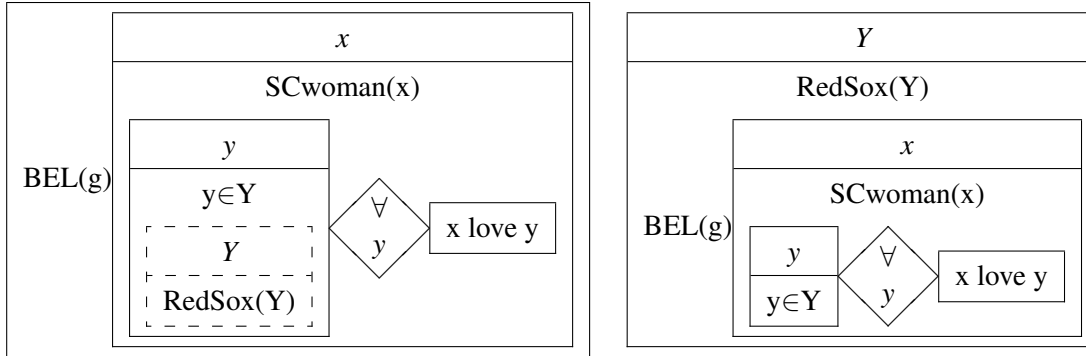 x
SCwoman(x)
y
BEL(g)
y∈Y
∀
y
x love y
Y
RedSox(Y)
Y
RedSox(Y)
x
SCwoman(x)
BEL(g)
y
∀
y
x love y
y∈Y